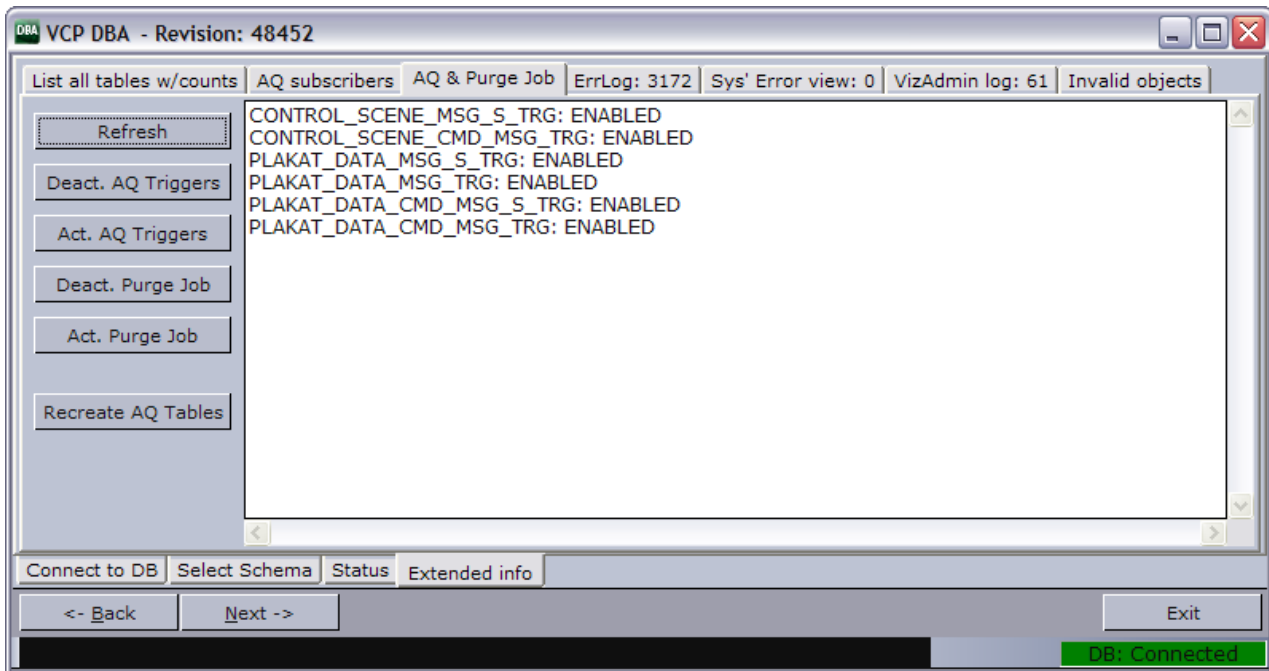 DBA VCP DBA - Revision: 48452
List all tables w/counts AQ subscribers AQ & Purge Job ErrLog: 3172 Sys' Error view: 0 VizAdmin log: 61 Invalid objects
Refresh
Deact. AQ Triggers
Act. AQ Triggers
Deact. Purge Job
Act. Purge Job
Recreate AQ Tables
CONTROL_SCENE_MSG_S_TRG: ENABLED
CONTROL_SCENE_CMD_MSG_TRG: ENABLED
PLAKAT_DATA_MSG_S_TRG: ENABLED
PLAKAT_DATA_MSG_TRG: ENABLED
PLAKAT_DATA_CMD_MSG_S_TRG: ENABLED
PLAKAT_DATA_CMD_MSG_TRG: ENABLED
Connect to DB Select Schema Status Extended info
<- Back Next -> Exit
DB: Connected